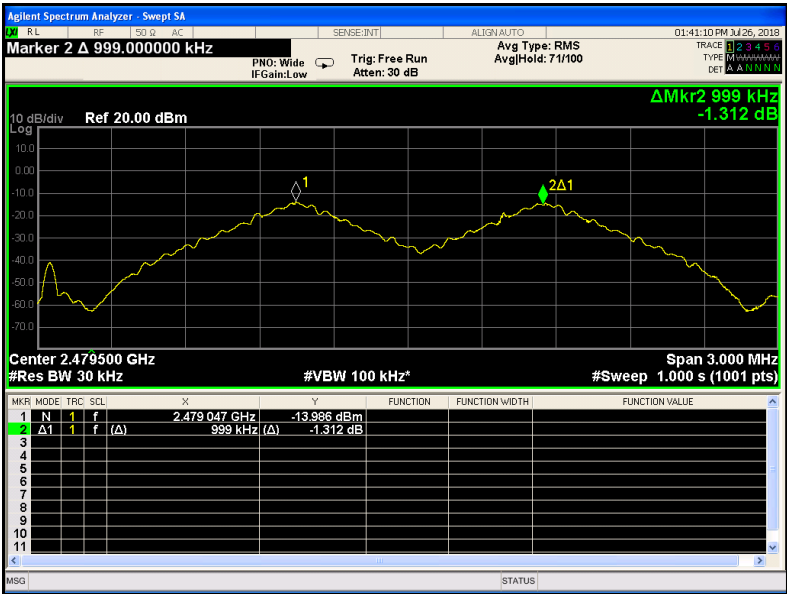 Agilent Spectrum Analyzer - Swept SA
LXI RL RF 50 Ω AC SENSE:INT ALIGN AUTO 01:41:10 PM Jul 26, 2018
Marker 2 Δ 999.000000 kHz
PNO: Wide
IFGain:Low
Trig: Free Run
Atten: 30 dB
Avg Type: RMS
Avg|Hold: 71/100
TRACE 1 2 3 4 5 6
TYPE M W W W W W
DET A A N N N N
ΔMkr2 999 kHz
-1.312 dB
10 dB/div Ref 20.00 dBm
Log
10.0
0.00
-10.0
-20.0
-30.0
-40.0
-50.0
-60.0
-70.0
1
2Δ1
Center 2.479500 GHz Span 3.000 MHz
#Res BW 30 kHz #VBW 100 kHz* #Sweep 1.000 s (1001 pts)
MKR MODE TRC SCL X Y FUNCTION FUNCTION WIDTH FUNCTION VALUE
1 N 1 f 2.479 047 GHz -13.986 dBm
2 Δ1 1 f (Δ) 999 kHz (Δ) -1.312 dB
3
4
5
6
7
8
9
10
11
MSG STATUS